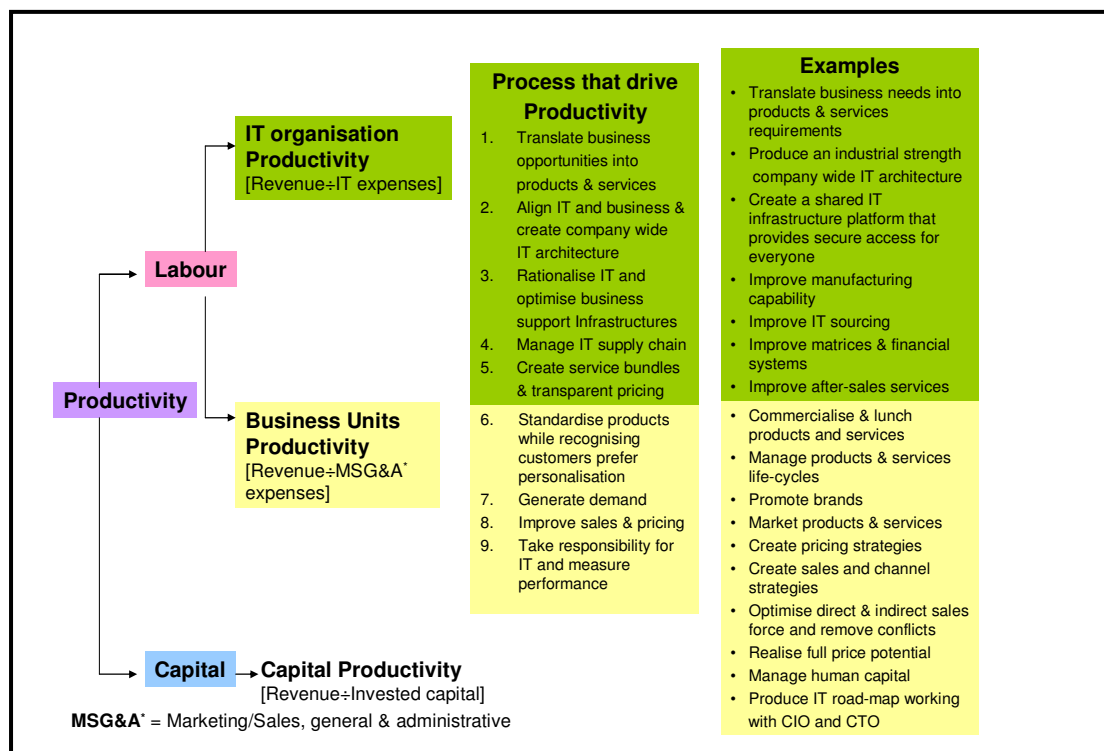 Productivity
Labour
IT organisation
Productivity
[Revenue÷IT expenses]
Business Units
Productivity
[Revenue÷MSG&A*
expenses]
Capital
Capital Productivity
[Revenue÷Invested capital]
MSG&A* = Marketing/Sales, general & administrative
Process that drive
Productivity
1. Translate business
opportunities into
products & services
2. Align IT and business &
create company wide
IT architecture
3. Rationalise IT and
optimise business
support Infrastructures
4. Manage IT supply chain
5. Create service bundles
& transparent pricing
6. Standardise products
while recognising
customers prefer
personalisation
7. Generate demand
8. Improve sales & pricing
9. Take responsibility for
IT and measure
performance
Examples
• Translate business needs into
products & services
requirements
• Produce an industrial strength
company wide IT architecture
• Create a shared IT
infrastructure platform that
provides secure access for
everyone
• Improve manufacturing
capability
• Improve IT sourcing
• Improve matrices & financial
systems
• Improve after-sales services
• Commercialise & lunch
products and services
• Manage products & services
life-cycles
• Promote brands
• Market products & services
• Create pricing strategies
• Create sales and channel
strategies
• Optimise direct & indirect sales
force and remove conflicts
• Realise full price potential
• Manage human capital
• Produce IT road-map working
with CIO and CTO